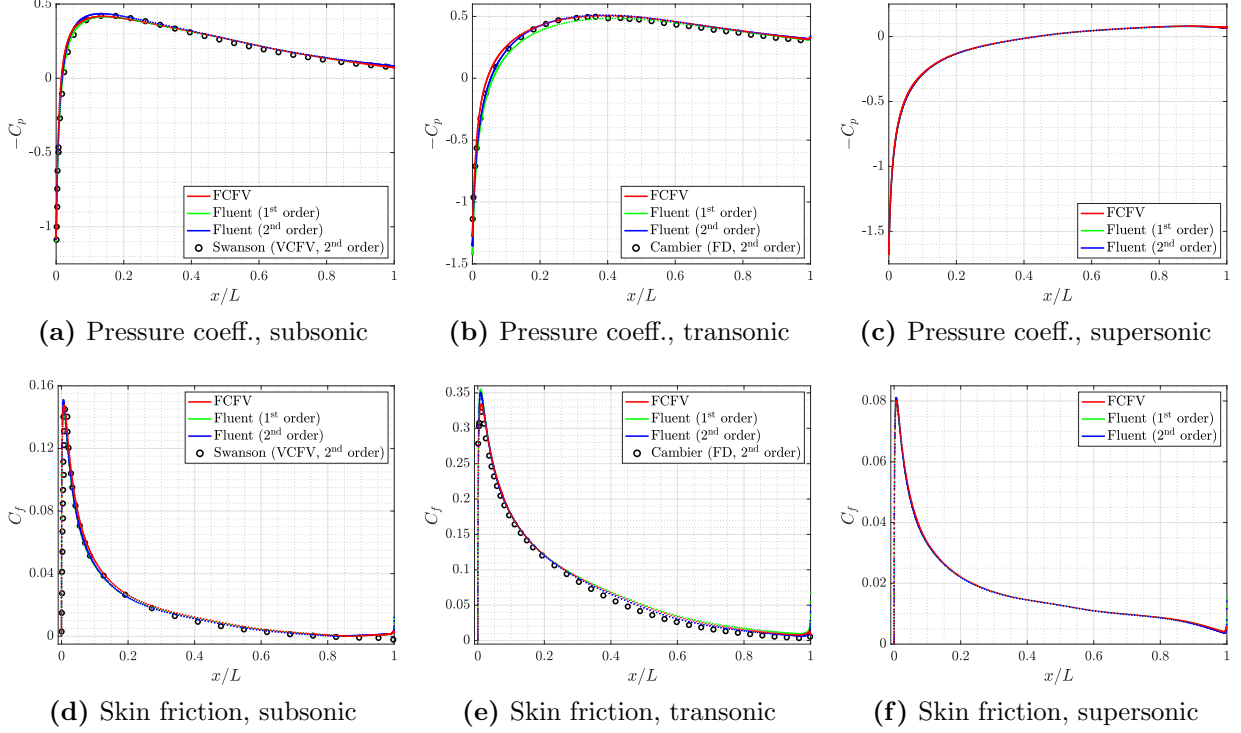 0.5
0
-0.5
-1
−C_p
0 0.2 0.4 0.6 0.8 1
x/L
FCFV
Fluent (1st order)
Fluent (2nd order)
Swanson (VCFV, 2nd order)
(a) Pressure coeff., subsonic
0.5
0
-0.5
-1
-1.5
−C_p
0 0.2 0.4 0.6 0.8 1
x/L
FCFV
Fluent (1st order)
Fluent (2nd order)
Cambier (FD, 2nd order)
(b) Pressure coeff., transonic
0
-0.5
-1
-1.5
−C_p
0 0.2 0.4 0.6 0.8 1
x/L
FCFV
Fluent (1st order)
Fluent (2nd order)
(c) Pressure coeff., supersonic
0.16
0.12
0.08
0.04
0
C_f
0 0.2 0.4 0.6 0.8 1
x/L
FCFV
Fluent (1st order)
Fluent (2nd order)
Swanson (VCFV, 2nd order)
(d) Skin friction, subsonic
0.35
0.3
0.25
0.2
0.15
0.1
0.05
0
C_f
0 0.2 0.4 0.6 0.8 1
x/L
FCFV
Fluent (1st order)
Fluent (2nd order)
Cambier (FD, 2nd order)
(e) Skin friction, transonic
0.08
0.06
0.04
0.02
0
C_f
0 0.2 0.4 0.6 0.8 1
x/L
FCFV
Fluent (1st order)
Fluent (2nd order)
(f) Skin friction, supersonic